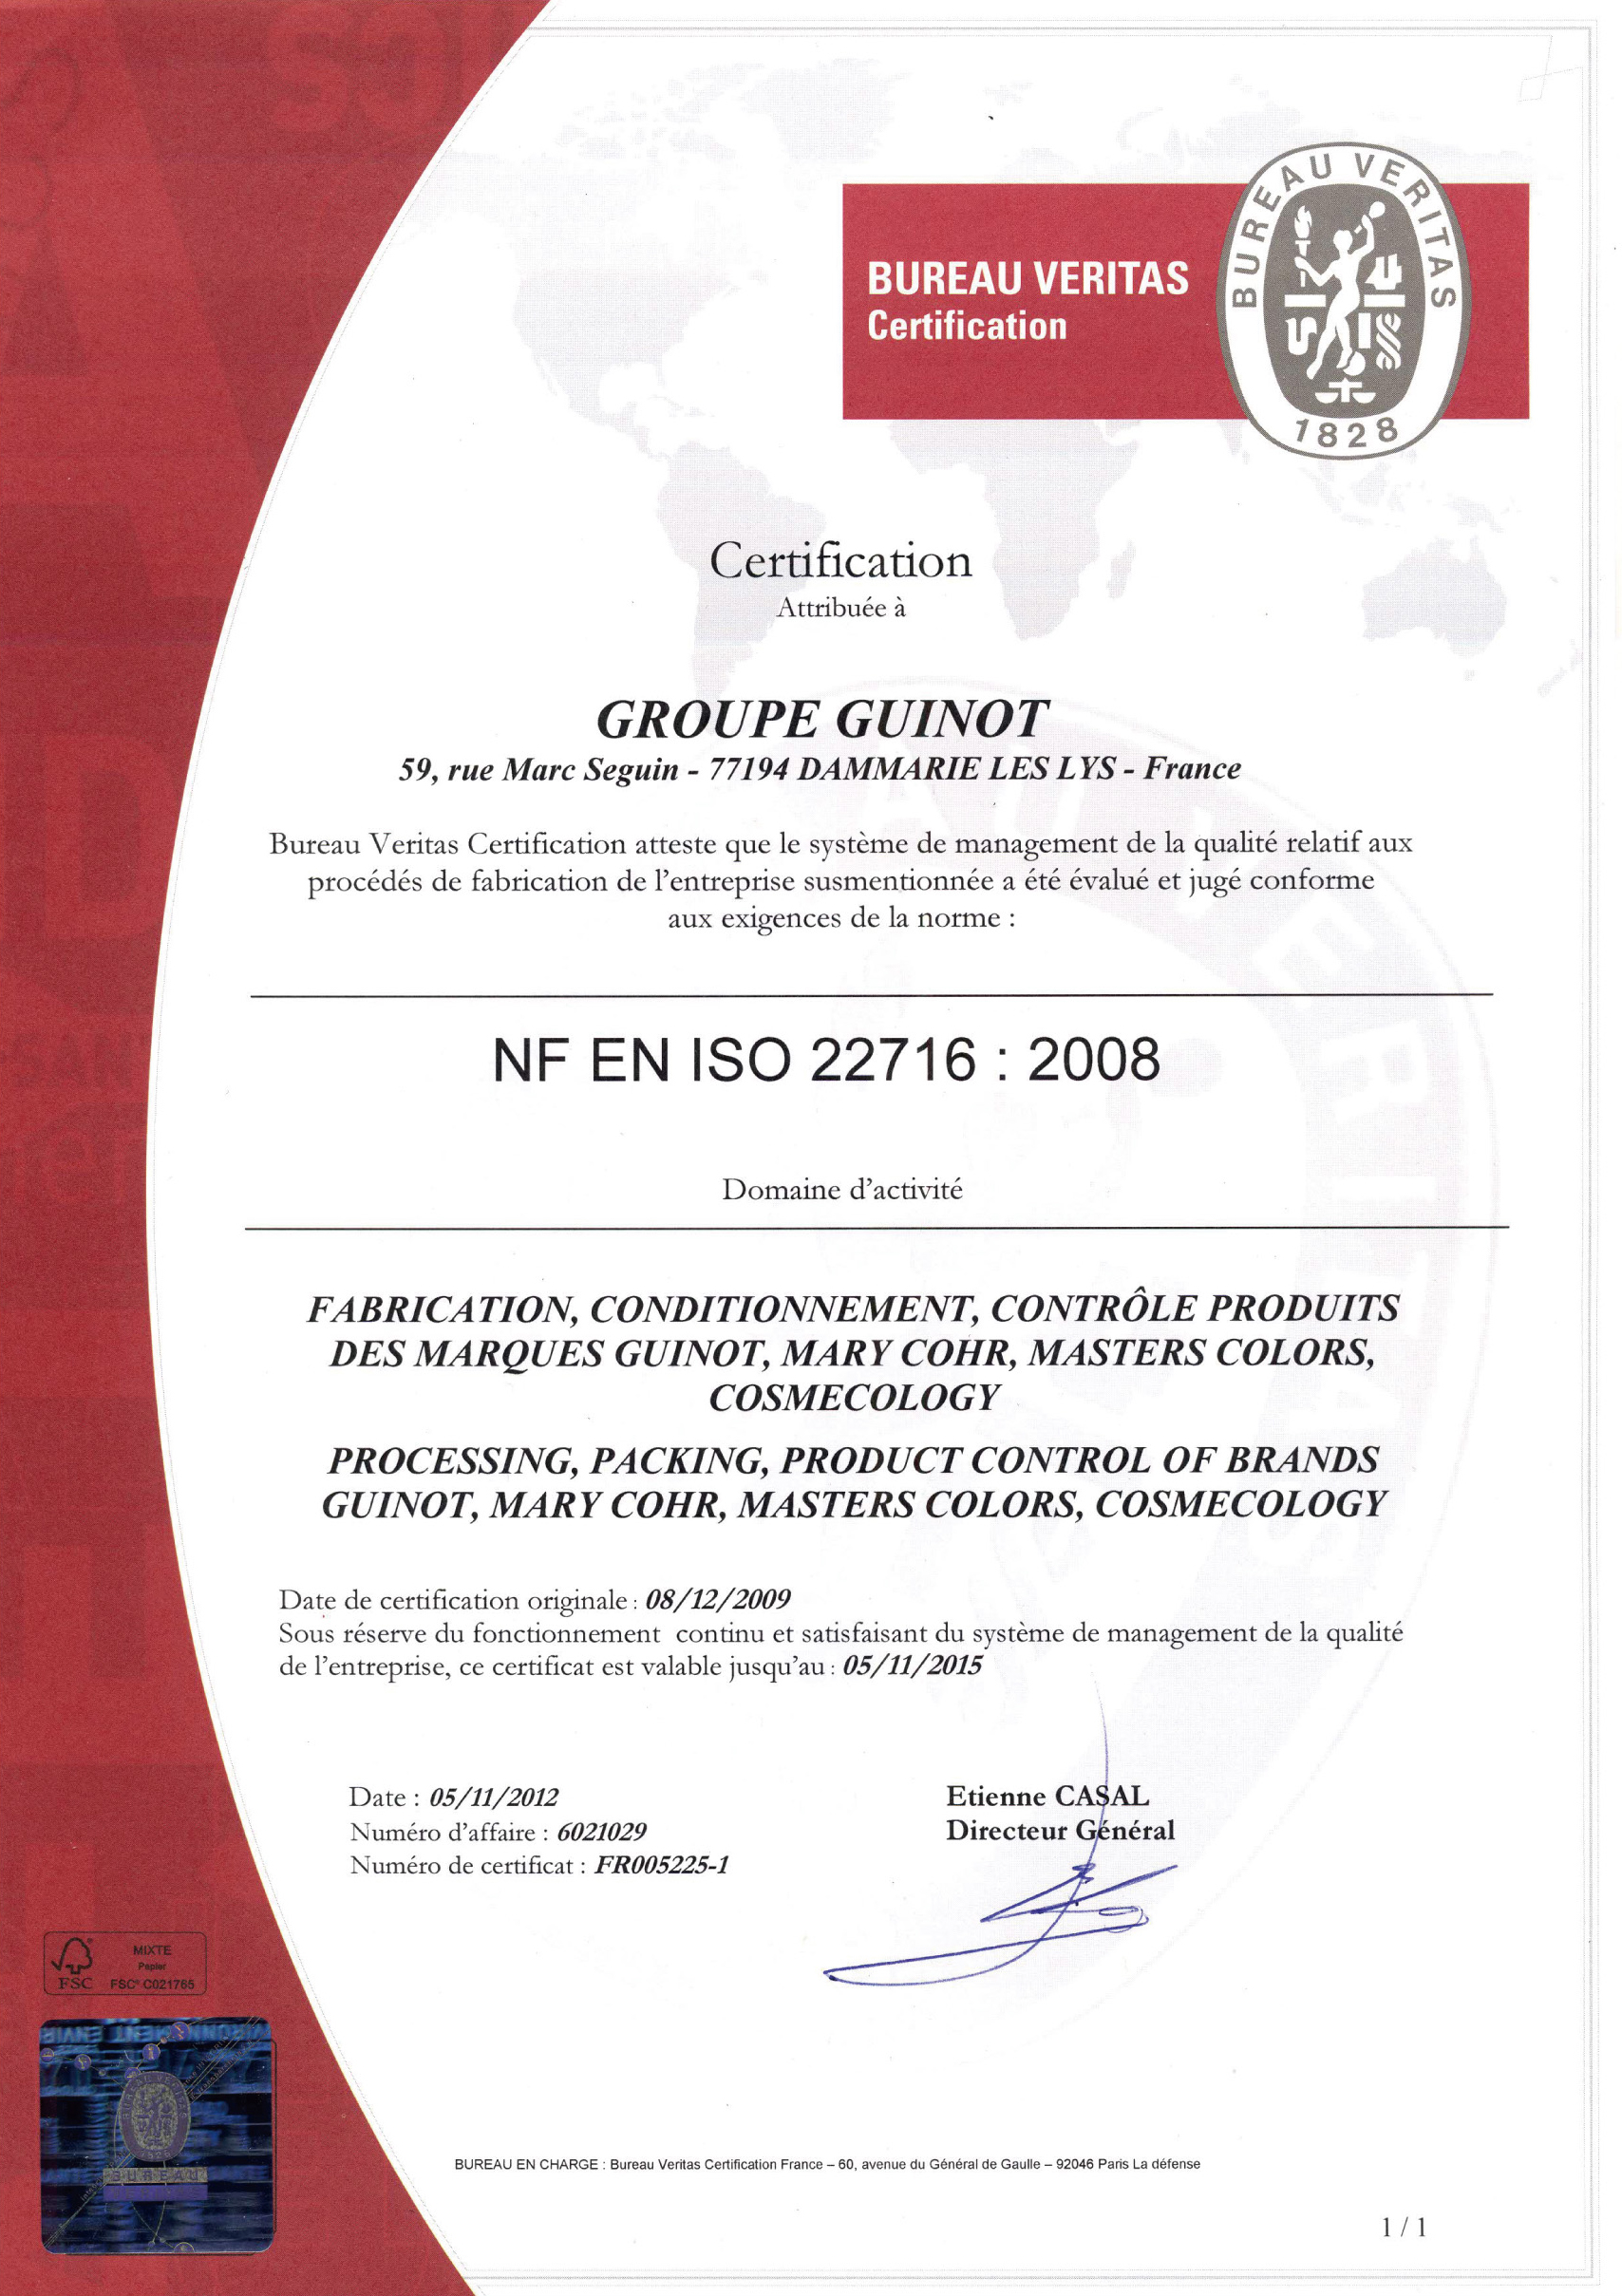 BUREAU VERITAS
Certification
BUREAU VERITAS
1828
Certification
Attribuée à
GROUPE GUINOT
59, rue Marc Seguin - 77194 DAMMARIE LES LYS - France
Bureau Veritas Certification atteste que le système de management de la qualité relatif aux
procédés de fabrication de l'entreprise susmentionnée a été évalué et jugé conforme
aux exigences de la norme :
NF EN ISO 22716 : 2008
Domaine d'activité
FABRICATION, CONDITIONNEMENT, CONTRÔLE PRODUITS
DES MARQUES GUINOT, MARY COHR, MASTERS COLORS,
COSMECOLOGY
PROCESSING, PACKING, PRODUCT CONTROL OF BRANDS
GUINOT, MARY COHR, MASTERS COLORS, COSMECOLOGY
Date de certification originale : 08/12/2009
Sous réserve du fonctionnement continu et satisfaisant du système de management de la qualité
de l'entreprise, ce certificat est valable jusqu'au : 05/11/2015
Date : 05/11/2012
Numéro d'affaire : 6021029
Numéro de certificat : FR005225-1
Etienne CASAL
Directeur Général
MIXTE
Papier
FSC
FSC® C021765
BUREAU
BUREAU EN CHARGE : Bureau Veritas Certification France – 60, avenue du Général de Gaulle – 92046 Paris La défense
1 / 1